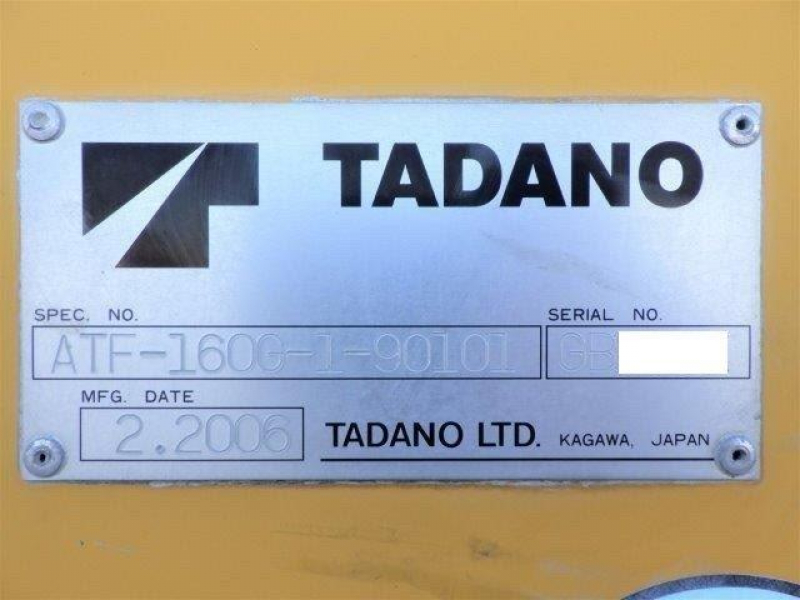 TADANO
SPEC. NO. SERIAL NO.
ATF-160G-1-90101 GB
MFG. DATE
2.2006 TADANO LTD. KAGAWA, JAPAN